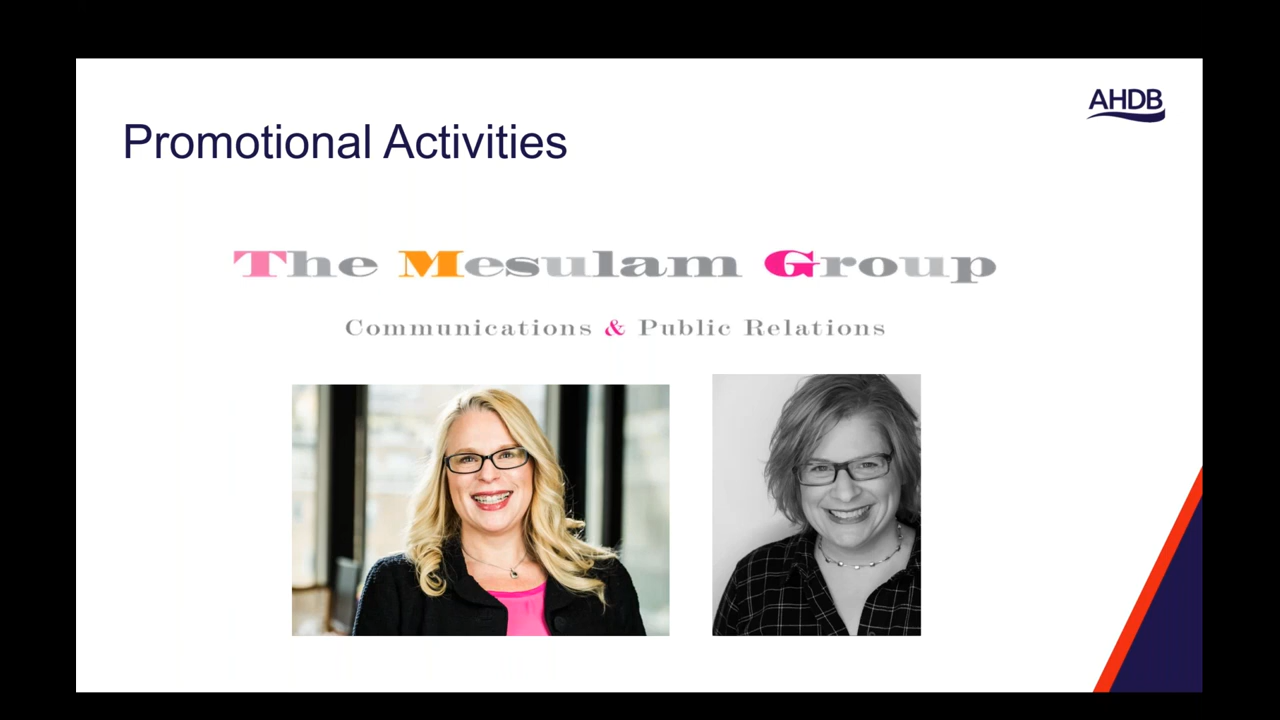 AHDB
Promotional Activities
The Mesulam Group
Communications & Public Relations